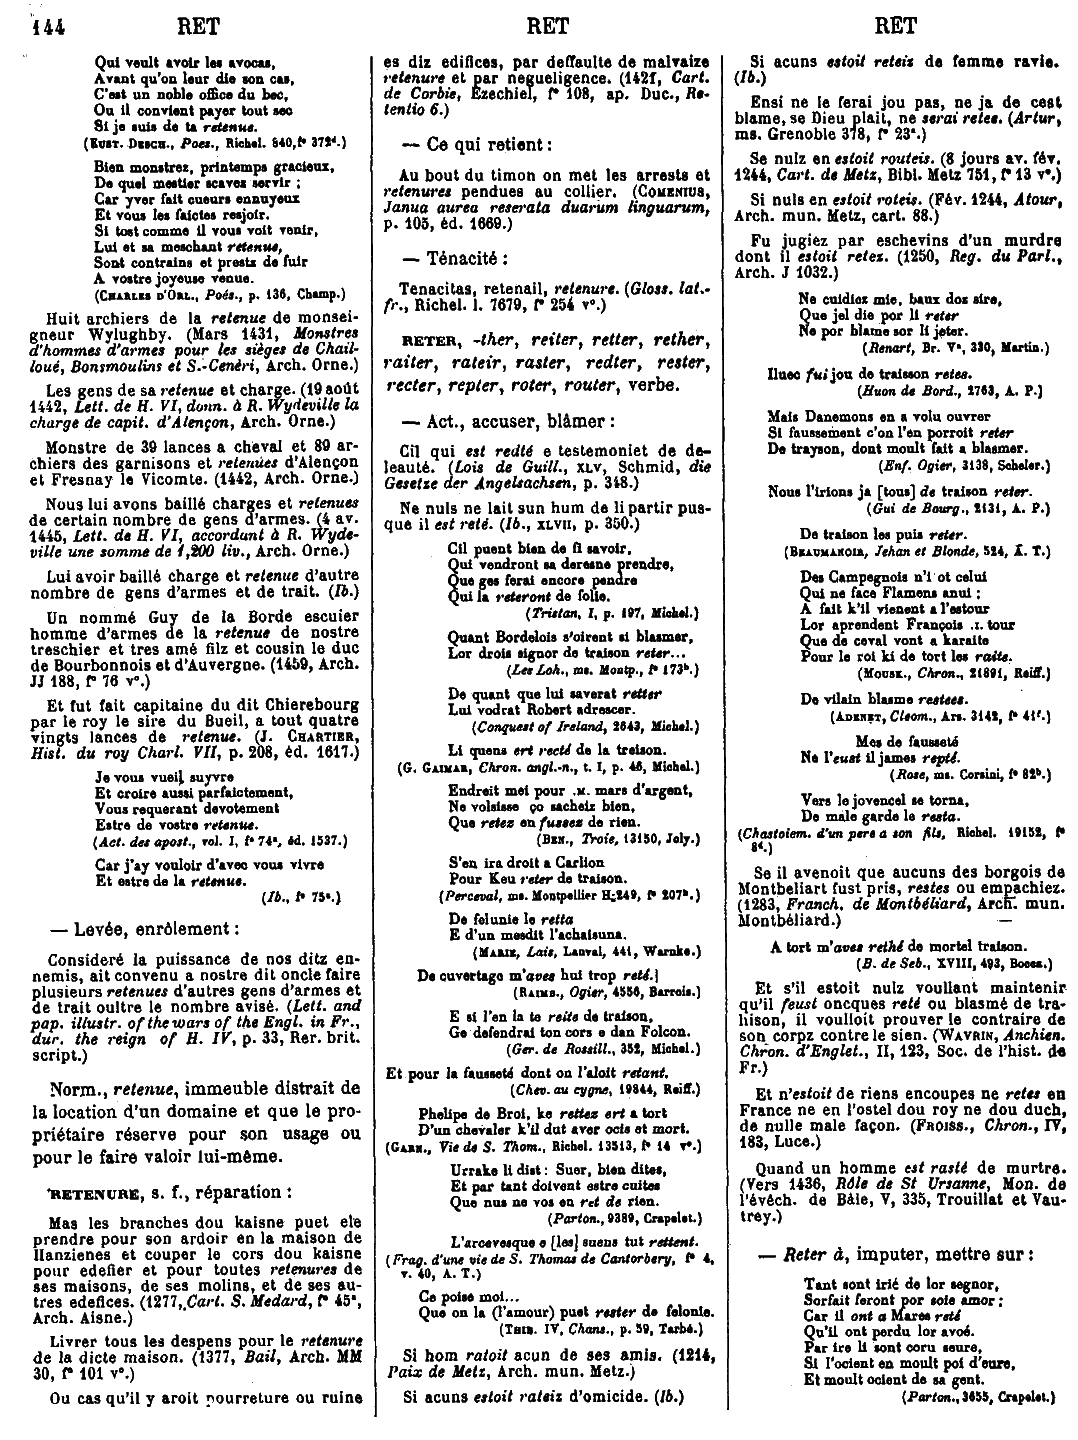 144 RET RET RET
Qui veult avoir les avocas,
Avant qu'on leur die son cas,
C'est un noble office du bec,
Ou il convient payer tout sec
Si je suis de ta retenue.
(EUST. DESCH., Poes., Richel. 840, f° 372d.)
Bien monstrez, printemps gracieux,
De quel mestier scavez servir ;
Car yver fait cueurs ennuyeux
Et vous les faictes resjoir.
Si tost comme il vous voit venir,
Lui et sa meschant retenue,
Sont contrains et prestz de fuir
A vostre joyeuse venue.
(CHARLES D'ORL., Poés., p. 136, Champ.)
Huit archiers de la retenue de monsei-
gneur Wylughby. (Mars 1431, Monstres
d'hommes d'armes pour les sièges de Chail-
loué, Bonsmoulins et S.-Cenéri, Arch. Orne.)
Les gens de sa retenue et charge. (19 août
1442, Lett. de H. VI, donn. à R. Wydeville la
charge de capit. d'Alençon, Arch. Orne.)
Monstre de 39 lances a cheval et 89 ar-
chiers des garnisons et retenues d'Alençon
et Fresnay le Vicomte. (1442, Arch. Orne.)
Nous lui avons baillé charges et retenues
de certain nombre de gens d'armes. (4 av.
1445, Lett. de H. VI, accordant à R. Wyde-
ville une somme de 1,200 liv., Arch. Orne.)
Lui avoir baillé charge et retenue d'autre
nombre de gens d'armes et de trait. (Ib.)
Un nommé Guy de la Borde escuier
homme d'armes de la retenue de nostre
treschier et tres amé filz et cousin le duc
de Bourbonnois et d'Auvergne. (1459, Arch.
JJ 188, f° 76 v°.)
Et fut fait capitaine du dit Chierebourg
par le roy le sire du Bueil, a tout quatre
vingts lances de retenue. (J. CHARTIER,
Hist. du roy Charl. VII, p. 208, éd. 1617.)
Je vous vueil suyvre
Et croire aussi parfaictement,
Vous requerant devotement
Estre de vostre retenue.
(Act. des apost., vol. I, f° 74a, éd. 1537.)
Car j'ay vouloir d'avec vous vivre
Et estre de la retenue.
(Ib., f° 75a.)
— Levée, enrôlement :
Consideré la puissance de nos ditz en-
nemis, ait convenu a nostre dit oncle faire
plusieurs retenues d'autres gens d'armes et
de trait oultre le nombre avisé. (Lett. and
pap. illustr. of the wars of the Engl. in Fr.,
dur. the reign of H. IV, p. 33, Rer. brit.
script.)
Norm., retenue, immeuble distrait de
la location d'un domaine et que le pro-
priétaire réserve pour son usage ou
pour le faire valoir lui-même.
RETENURE, s. f., réparation :
Mas les branches dou kaisne puet ele
prendre pour son ardoir en la maison de
Hanzienes et couper le cors dou kaisne
pour edefier et pour toutes retenures de
ses maisons, de ses molins, et de ses au-
tres edefices. (1277, Carl. S. Medard, f° 45a,
Arch. Aisne.)
Livrer tous les despens pour le retenure
de la dicte maison. (1377, Bail, Arch. MM
30, f° 101 v°.)
Ou cas qu'il y aroit pourreture ou ruine
es diz edifices, par deffaulte de malvaize
retenure et par negueligence. (1421, Cart.
de Corbie, Ezechiel, f° 108, ap. Duc., Re-
tentio 6.)
— Ce qui retient :
Au bout du timon on met les arrests et
retenures pendues au collier. (COMENIUS,
Janua aurea reserata duarum linguarum,
p. 105, éd. 1669.)
— Ténacité :
Tenacitas, retenail, retenure. (Gloss. lat.-
fr., Richel. l. 7679, f° 254 v°.)
RETER, -ther, reiter, retter, rether,
raiter, rateir, raster, redter, rester,
recter, repter, roter, router, verbe.
— Act., accuser, blâmer :
Cil qui est redté e testemoniet de de-
leauté. (Lois de Guill., XLV, Schmid, die
Gesetze der Angelsachsen, p. 348.)
Ne nuls ne lait sun hum de li partir pus-
que il est reté. (Ib., XLVII, p. 350.)
Cil puent bien de fi savoir,
Qui vendront sa deresne prendre,
Que ges ferai encore pendre
Qui la reteront de folie.
(Tristan, I, p. 197, Michel.)
Quant Bordelois s'oirent si blasmer,
Lor drois signor de traison reter...
(Les Loh., ms. Montp., f° 173b.)
De quant que lui saverat retter
Lui vodrat Robert adrescer.
(Conquest of Ireland, 2643, Michel.)
Li quens ert recté de la treison.
(G. GAIMAR, Chron. angl.-n., t. I, p. 46, Michel.)
Endreit mei pour .M. mars d'argent,
Ne volsisse ço sacheiz bien,
Que retez en fussez de rien.
(BEN., Troie, 13150, Joly.)
S'en ira droit a Carlion
Pour Keu reter de traison.
(Perceval, ms. Montpellier H 249, f° 207b.)
De felunie le retta
E d'un mesdit l'achaisuna.
(MARIE, Lais, Lanval, 441, Warnke.)
De cuvertage m'aves hui trop reté.]
(RAIMB., Ogier, 4556, Barrois.)
E si l'en la te reite de traison,
Ge defendrai ton cors e dan Folcon.
(Ger. de Rossill., 352, Michel.)
Et pour la fausseté dont on l'aloit retant.
(Chev. au cygne, 19844, Reiff.)
Phelipe de Broi, ke rettez ert a tort
D'un chevaler k'il dut aver ocis et mort.
(GARN., Vie de S. Thom., Richel. 13513, f° 14 v°.)
Urrake li dist : Suer, bien dites,
Et par tant doivent estre cuites
Que nus ne vos en ret de rien.
(Parton., 9389, Crapelet.)
L'arcevesque e [les] suens tut rettent.
(Frag. d'une vie de S. Thomas de Cantorbery, f° 4,
v. 40, A. T.)
Ce poise moi...
Que on la (l'amour) puet rester de felonie.
(THIB. IV, Chans., p. 59, Tarbé.)
Si hom ratoit acun de ses amis. (1214,
Paix de Metz, Arch. mun. Metz.)
Si acuns estoit rateiz d'omicide. (Ib.)
Si acuns estoit reteiz de femme ravie.
(Ib.)
Ensi ne le ferai jou pas, ne ja de cest
blame, se Dieu plait, ne serai retes. (Artur,
ms. Grenoble 378, f° 23a.)
Se nulz en estoit routeis. (8 jours av. fév.
1244, Cart. de Metz, Bibl. Metz 751, f° 13 v°.)
Si nuls en estoit roteis. (Fév. 1244, Atour,
Arch. mun. Metz, cart. 88.)
Fu jugiez par eschevins d'un murdre
dont il estoit retez. (1250, Reg. du Parl.,
Arch. J 1032.)
Ne cuidiez mie, baux doz sire,
Que jel die por li reter
Ne por blame sor li jeter.
(Renart, Br. Va, 330, Martin.)
Iluec fui jou de traison retes.
(Huon de Bord., 2763, A. P.)
Mais Danemons en a volu ouvrer
Si faussement c'on l'en porroit reter
De trayson, dont moult fait a blasmer.
(Enf. Ogier, 3138, Scheler.)
Nous l'irions ja [tous] de traison reter.
(Gui de Bourg., 2131, A. P.)
De traison les puis reter.
(BEAUMANOIR, Jehan et Blonde, 524, A. T.)
Des Campegnois n'i ot celui
Qui ne face Flamens anui ;
A fait k'il vienent a l'estour
Lor aprendent François .I. tour
Que de ceval vont a karaite
Pour le roi ki de tort les raite.
(MOUSK., Chron., 21891, Reiff.)
De vilain blasme restees.
(ADENET, Cleom., Ars. 3142, f° 41f.)
Mes de fausseté
Ne l'eust il james repté.
(Rose, ms. Corsini, f° 82b.)
Vers le jovencel se torna,
De male garde le resta.
(Chastoiem. d'un pere a son fils, Richel. 19152, f°
8d.)
Se il avenoit que aucuns des borgois de
Montbeliart fust pris, restes ou empachiez.
(1283, Franch. de Montbéliard, Arch. mun.
Montbéliard.)
A tort m'aves rethé de mortel traison.
(B. de Seb., XVIII, 493, Bocca.)
Et s'il estoit nulz voullant maintenir
qu'il feust oncques reté ou blasmé de tra-
hison, il voulloit prouver le contraire de
son corpz contre le sien. (WAVRIN, Anchien.
Chron. d'Englet., II, 123, Soc. de l'hist. de
Fr.)
Et n'estoit de riens encoupes ne retes en
France ne en l'ostel dou roy ne dou duch,
de nulle male façon. (FROISS., Chron., IV,
183, Luce.)
Quand un homme est rasté de murtre.
(Vers 1436, Rôle de St Ursanne, Mon. de
l'évêch. de Bâle, V, 335, Trouillat et Vau-
trey.)
— Reter à, imputer, mettre sur :
Tant sont irié de lor segnor,
Sorfait feront por soie amor ;
Car il ont a Mares reté
Qu'il ont perdu lor avoé.
Par ire li sont coru seure,
Si l'ocient en moult poi d'eure,
Et moult ocient de sa gent.
(Parton., 3655, Crapelet.)